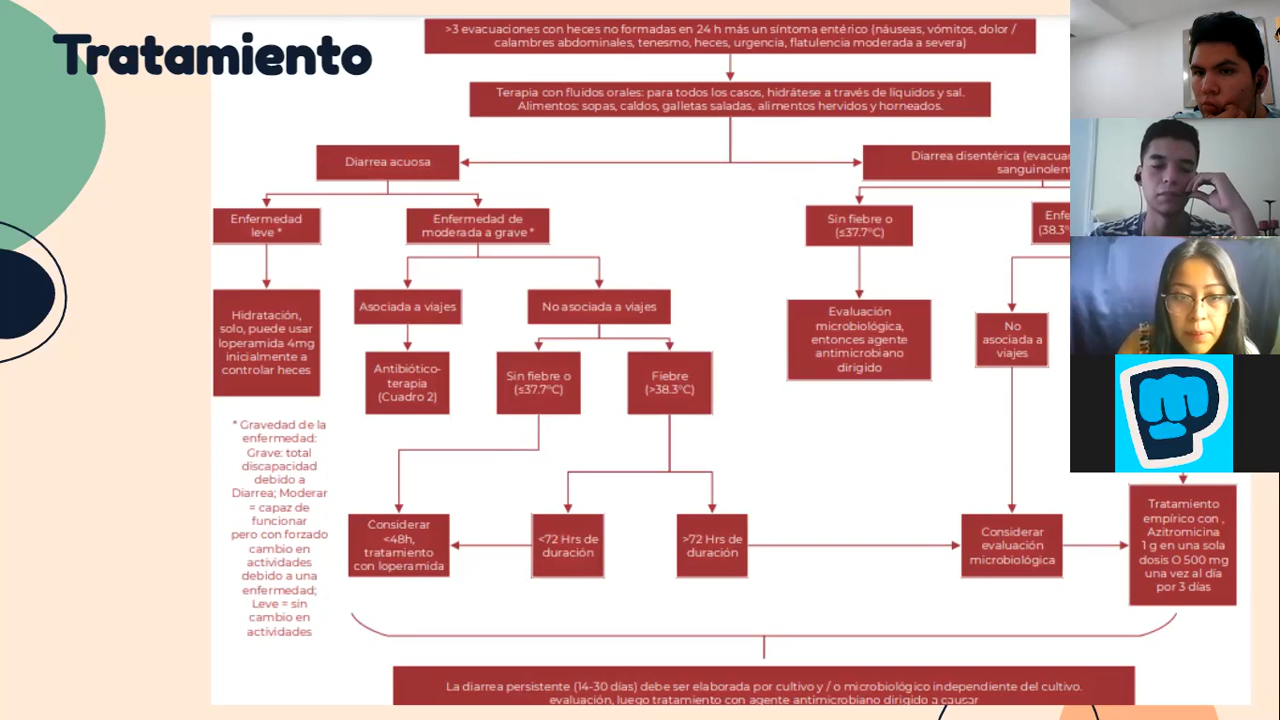 Tratamiento
>3 evacuaciones con heces no formadas en 24 h más un síntoma entérico (náuseas, vómitos, dolor /
calambres abdominales, tenesmo, heces, urgencia, flatulencia moderada a severa)
Terapia con fluidos orales: para todos los casos, hidrátese a través de líquidos y sal.
Alimentos: sopas, caldos, galletas saladas, alimentos hervidos y horneados.
Diarrea acuosa
Diarrea disentérica (evacua
sanguinolen
Enfermedad
leve *
Enfermedad de
moderada a grave *
Sin fiebre o
(≤37.7°C)
Enfe
(38.3°
Hidratación,
solo, puede usar
loperamida 4mg
inicialmente a
controlar heces
Asociada a viajes
No asociada a viajes
Evaluación
microbiológica,
entonces agente
antimicrobiano
dirigido
No
asociada a
viajes
Antibiótico-
terapia
(Cuadro 2)
Sin fiebre o
(≤37.7°C)
Fiebre
(>38.3°C)
* Gravedad de la
enfermedad:
Grave: total
discapacidad
debido a
Diarrea; Moderar
= capaz de
funcionar
pero con forzado
cambio en
actividades
debido a una
enfermedad;
Leve = sin
cambio en
actividades
Considerar
<48h,
tratamiento
con loperamida
<72 Hrs de
duración
>72 Hrs de
duración
Considerar
evaluación
microbiológica
Tratamiento
empírico con ,
Azitromicina
1 g en una sola
dosis O 500 mg
una vez al día
por 3 días
La diarrea persistente (14-30 días) debe ser elaborada por cultivo y / o microbiológico independiente del cultivo.
evaluación, luego tratamiento con agente antimicrobiano dirigido a causar